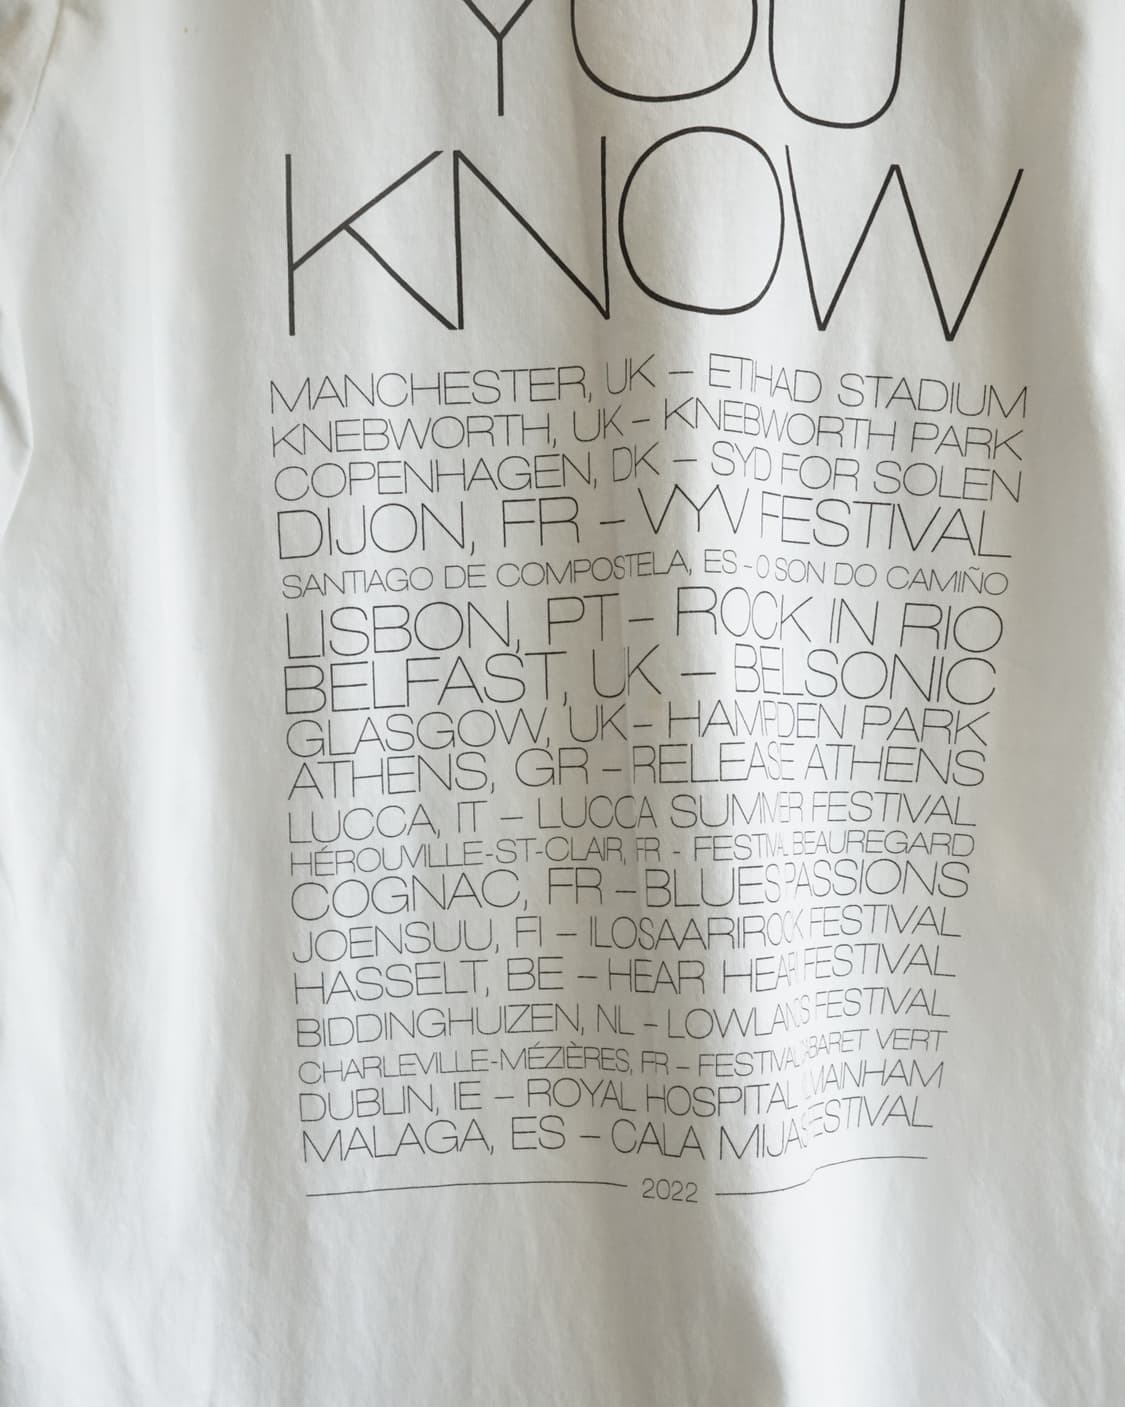 YOU
KNOW
MANCHESTER, UK – ETIHAD STADIUM
KNEBWORTH, UK – KNEBWORTH PARK
COPENHAGEN, DK – SYD FOR SOLEN
DIJON, FR – VYV FESTIVAL
SANTIAGO DE COMPOSTELA, ES - O SON DO CAMIÑO
LISBON, PT – ROCK IN RIO
BELFAST, UK – BELSONIC
GLASGOW, UK – HAMPDEN PARK
ATHENS, GR – RELEASE ATHENS
LUCCA, IT – LUCCA SUMMER FESTIVAL
HÉROUVILLE-ST-CLAIR, FR - FESTIVAL BEAUREGARD
COGNAC, FR – BLUES PASSIONS
JOENSUU, FI – ILOSAARIROCK FESTIVAL
HASSELT, BE – HEAR HEAR FESTIVAL
BIDDINGHUIZEN, NL – LOWLANDS FESTIVAL
CHARLEVILLE-MÉZIÈRES, FR – FESTIVAL CABARET VERT
DUBLIN, IE – ROYAL HOSPITAL KILMAINHAM
MALAGA, ES – CALA MIJAS FESTIVAL
2022